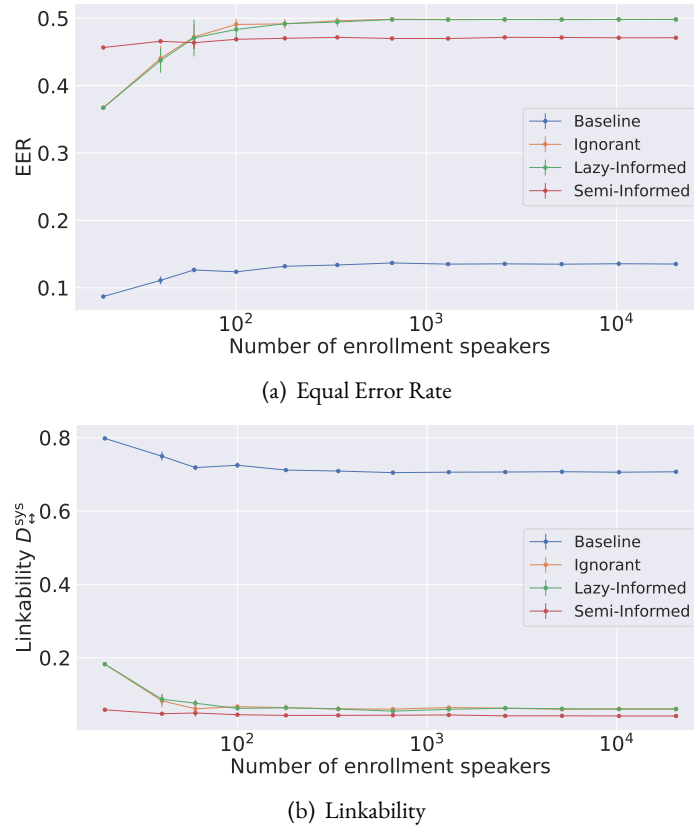 0.5
0.4
0.3
0.2
0.1
EER
Baseline
Ignorant
Lazy-Informed
Semi-Informed
10² 10³ 10⁴
Number of enrollment speakers
(a) Equal Error Rate
0.8
0.6
0.4
0.2
Linkability D↔sys
Baseline
Ignorant
Lazy-Informed
Semi-Informed
10² 10³ 10⁴
Number of enrollment speakers
(b) Linkability